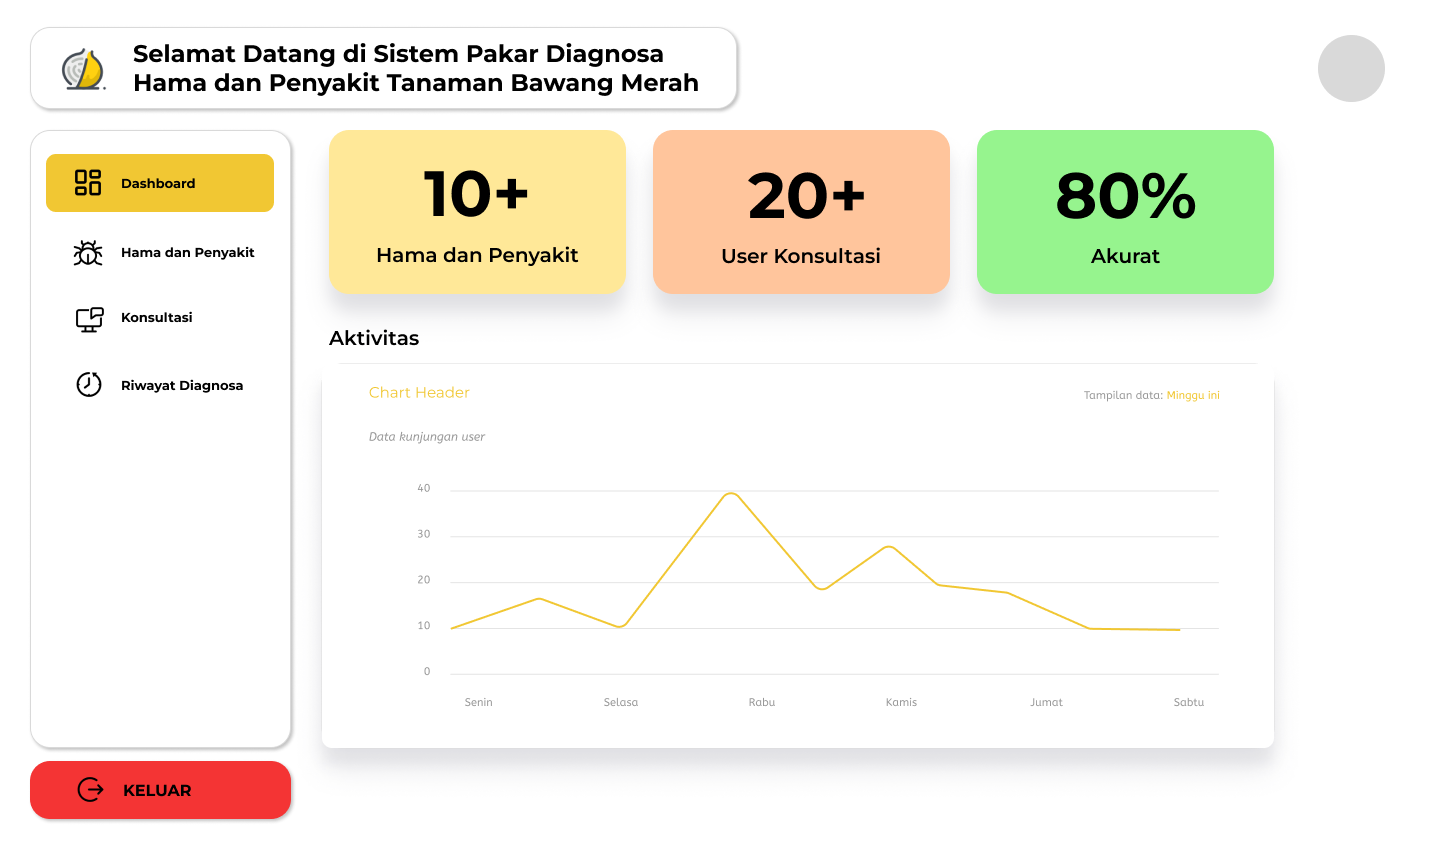 Selamat Datang di Sistem Pakar Diagnosa
Hama dan Penyakit Tanaman Bawang Merah
Dashboard
Hama dan Penyakit
Konsultasi
Riwayat Diagnosa
KELUAR
10+
Hama dan Penyakit
20+
User Konsultasi
80%
Akurat
Aktivitas
Chart Header
Tampilan data: Minggu ini
Data kunjungan user
40
30
20
10
0
Senin Selasa Rabu Kamis Jumat Sabtu